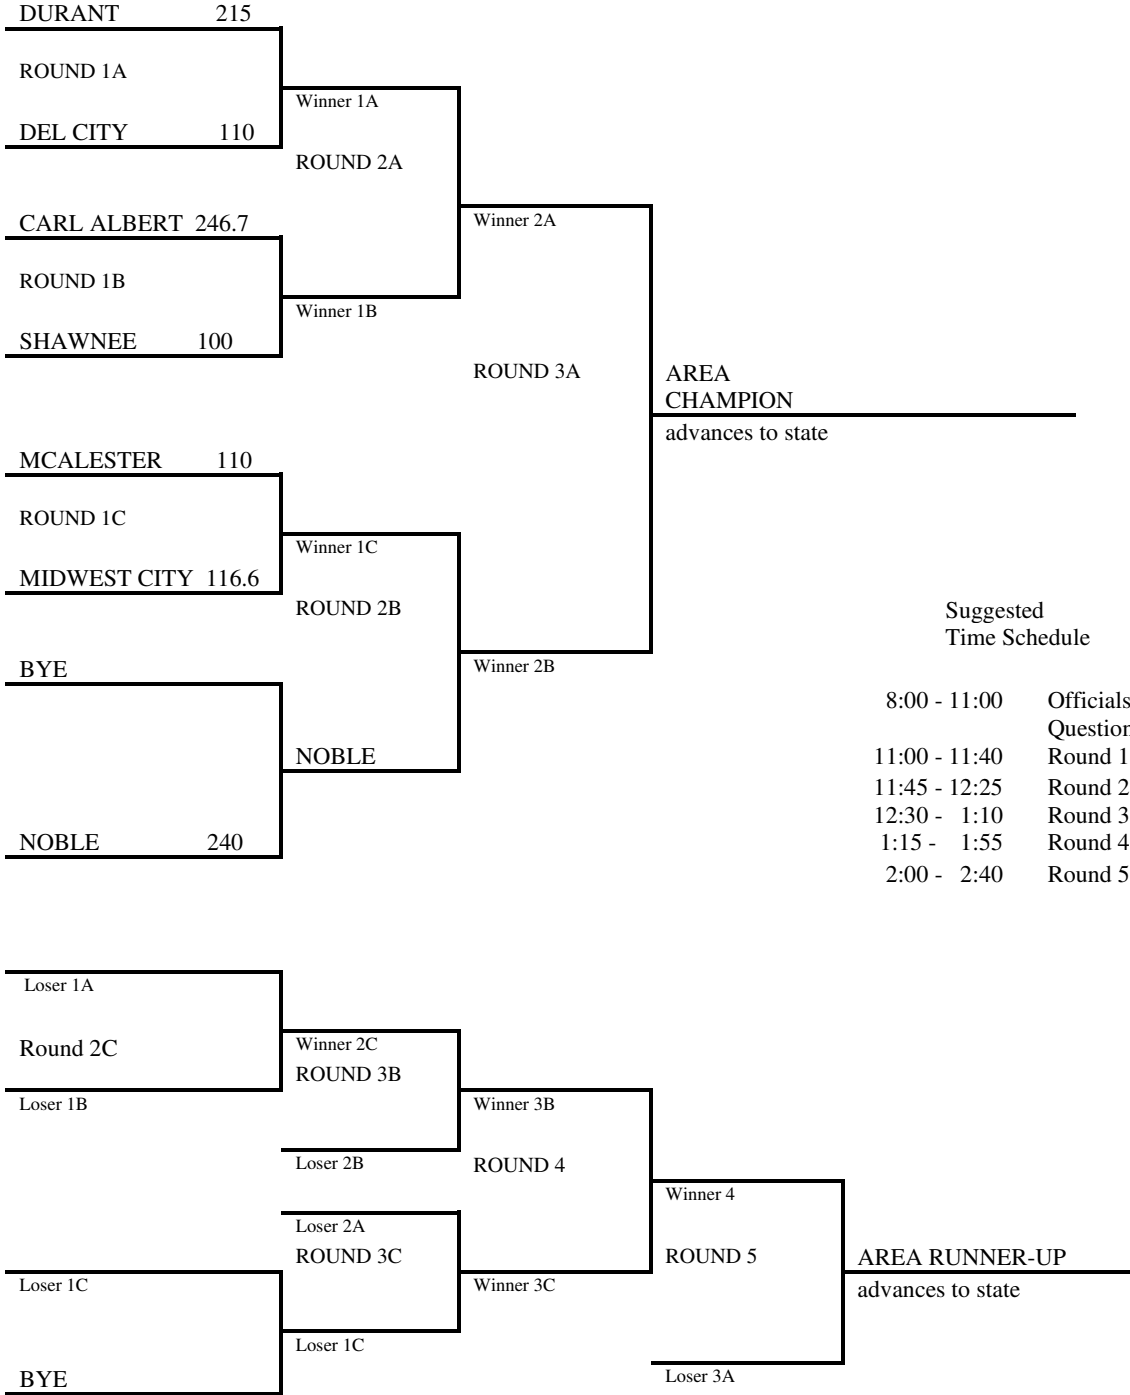 DURANT 215
ROUND 1A
Winner 1A
DEL CITY 110
ROUND 2A
CARL ALBERT 246.7
Winner 2A
ROUND 1B
Winner 1B
SHAWNEE 100
ROUND 3A
AREA
CHAMPION
advances to state
MCALESTER 110
ROUND 1C
Winner 1C
MIDWEST CITY 116.6
ROUND 2B
Winner 2B
BYE
NOBLE
NOBLE 240
Suggested
Time Schedule
8:00 - 11:00 Officials
Question
11:00 - 11:40 Round 1
11:45 - 12:25 Round 2
12:30 - 1:10 Round 3
1:15 - 1:55 Round 4
2:00 - 2:40 Round 5
Loser 1A
Round 2C
Winner 2C
ROUND 3B
Loser 1B
Winner 3B
Loser 2B
ROUND 4
Winner 4
Loser 2A
ROUND 3C
ROUND 5
AREA RUNNER-UP
Loser 1C
Winner 3C
advances to state
Loser 1C
BYE
Loser 3A